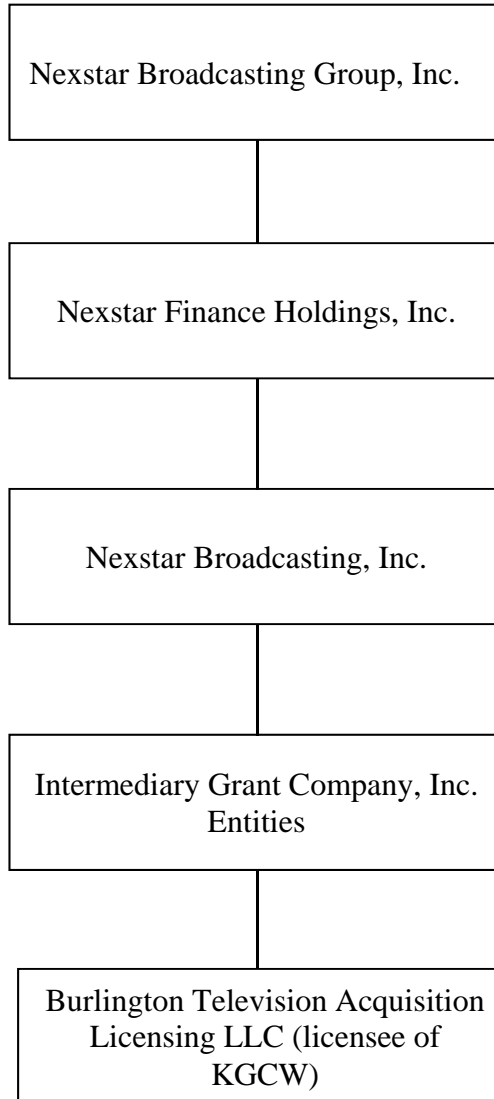 Nexstar Broadcasting Group, Inc.
Nexstar Finance Holdings, Inc.
Nexstar Broadcasting, Inc.
Intermediary Grant Company, Inc.
Entities
Burlington Television Acquisition
Licensing LLC (licensee of
KGCW)